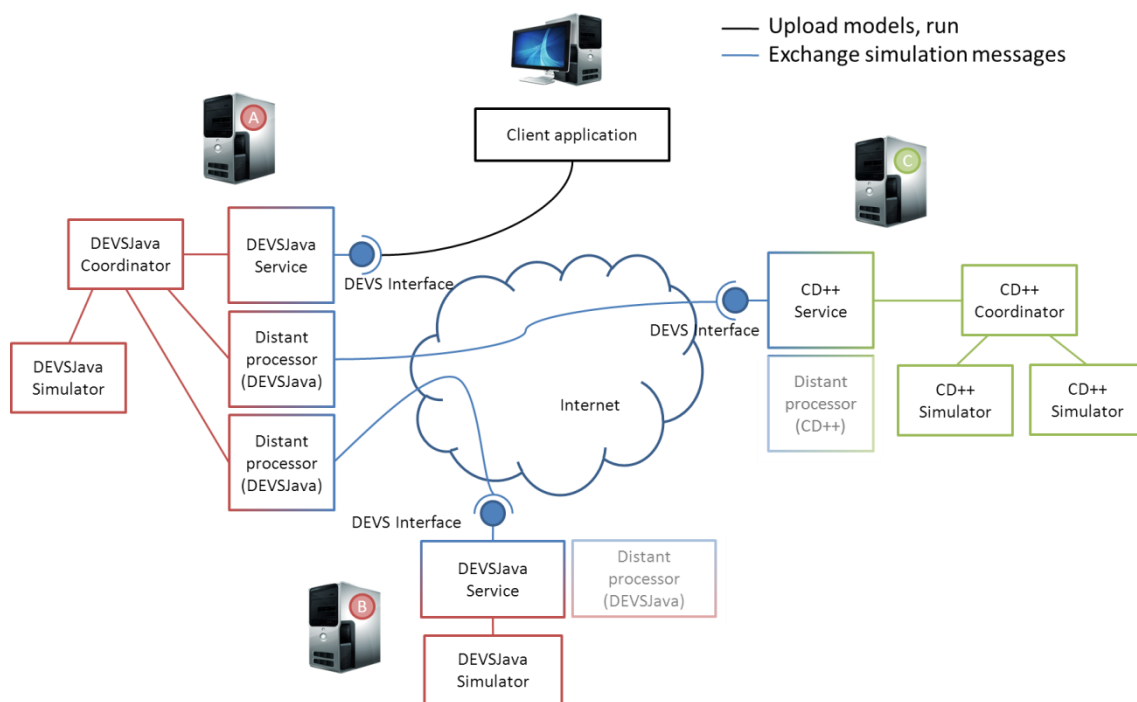 Upload models, run
Exchange simulation messages
A
Client application
C
DEVSJava
Coordinator
DEVSJava
Service
DEVS Interface
DEVSJava
Simulator
Distant
processor
(DEVSJava)
Distant
processor
(DEVSJava)
Internet
DEVS Interface
CD++
Service
CD++
Coordinator
Distant
processor
(CD++)
CD++
Simulator
CD++
Simulator
DEVS Interface
B
DEVSJava
Service
Distant
processor
(DEVSJava)
DEVSJava
Simulator